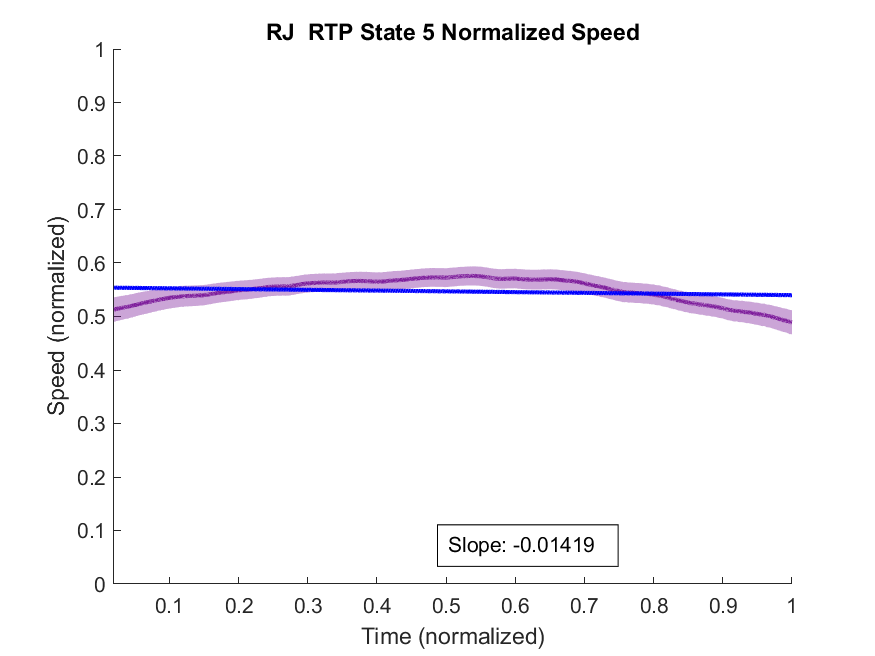 RJ  RTP State 5 Normalized Speed
1
0.9
0.8
0.7
0.6
0.5
0.4
0.3
0.2
0.1
0
Speed (normalized)
Slope: -0.01419
0.1 0.2 0.3 0.4 0.5 0.6 0.7 0.8 0.9 1
Time (normalized)